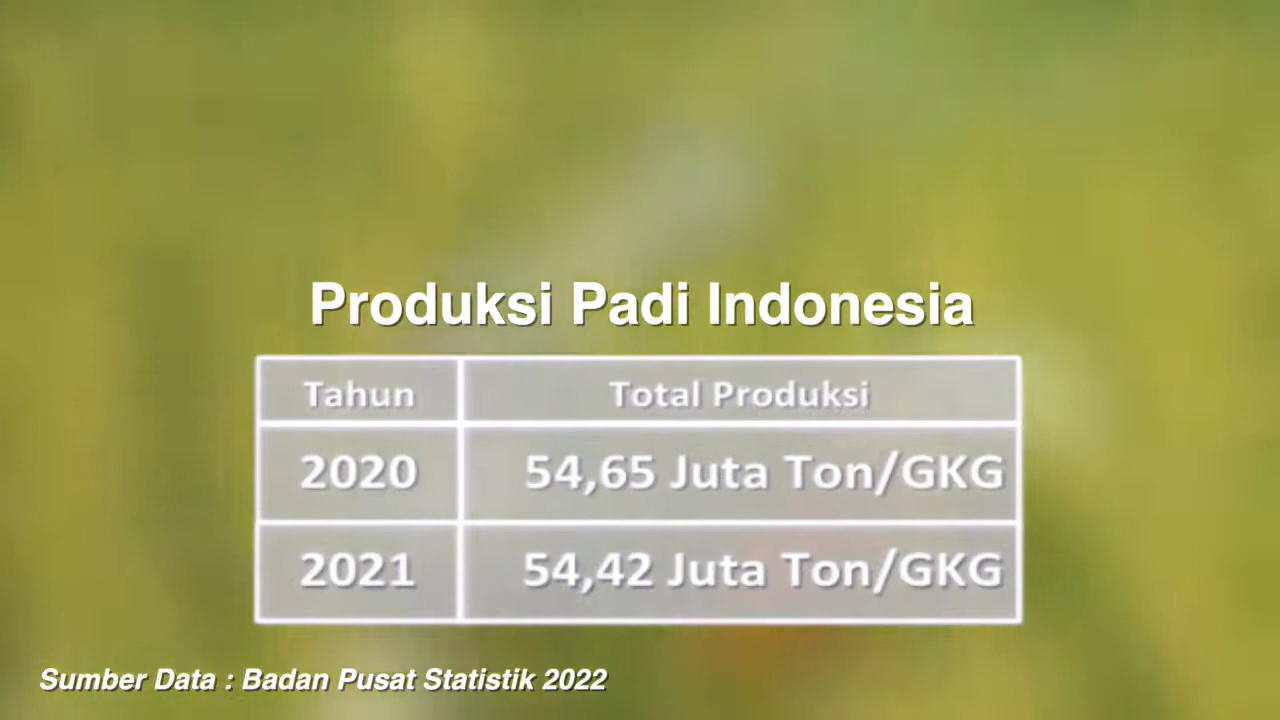 Produksi Padi Indonesia
Tahun Total Produksi
2020 54,65 Juta Ton/GKG
2021 54,42 Juta Ton/GKG
Sumber Data : Badan Pusat Statistik 2022